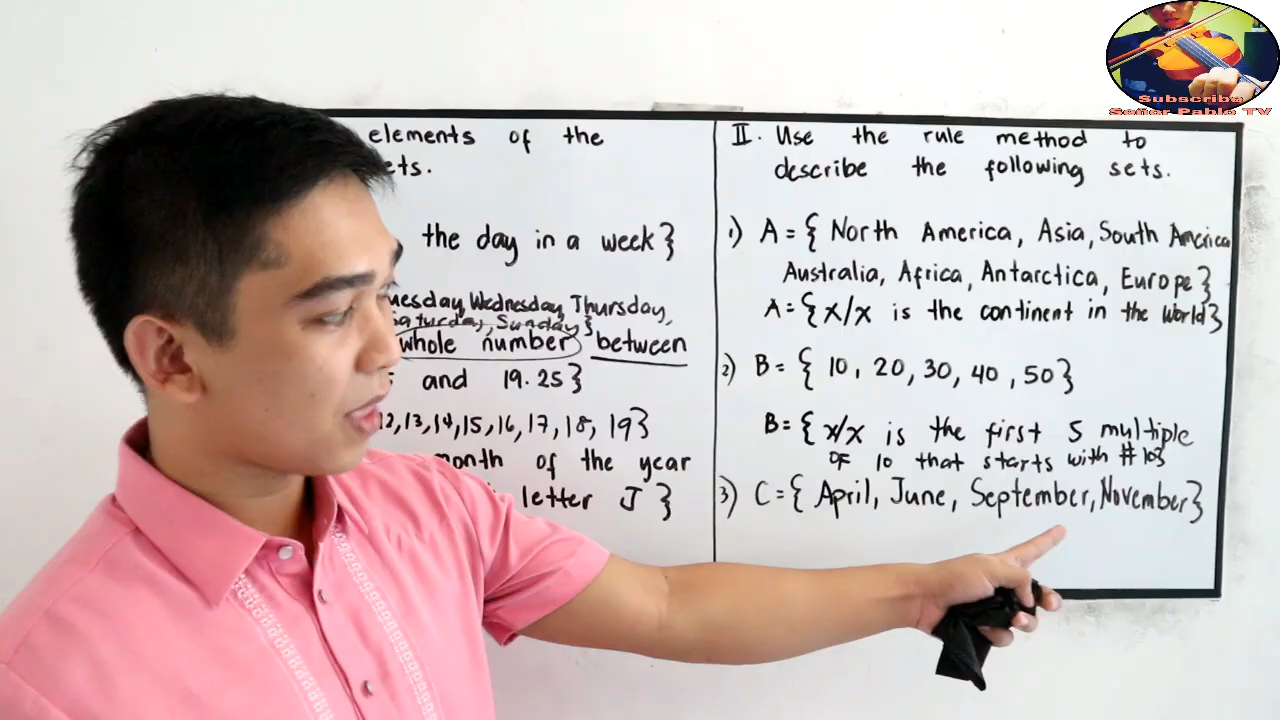 elements of the
ets.
the day in a week}
uesday, Wednesday, Thursday,
Saturday, Sunday}
whole number between
and 19.25}
12, 13, 14, 15, 16, 17, 18, 19}
month of the year
letter J}
II. Use the rule method to
describe the following sets.
1) A = { North America, Asia, South America
Australia, Africa, Antarctica, Europe}
A = {x/x is the continent in the world}
2) B = { 10, 20, 30, 40, 50}
B = { x/x is the first 5 multiple
OF 10 that starts with #10}
3) C = { April, June, September, November}
Subscribe
Señor Pablo TV